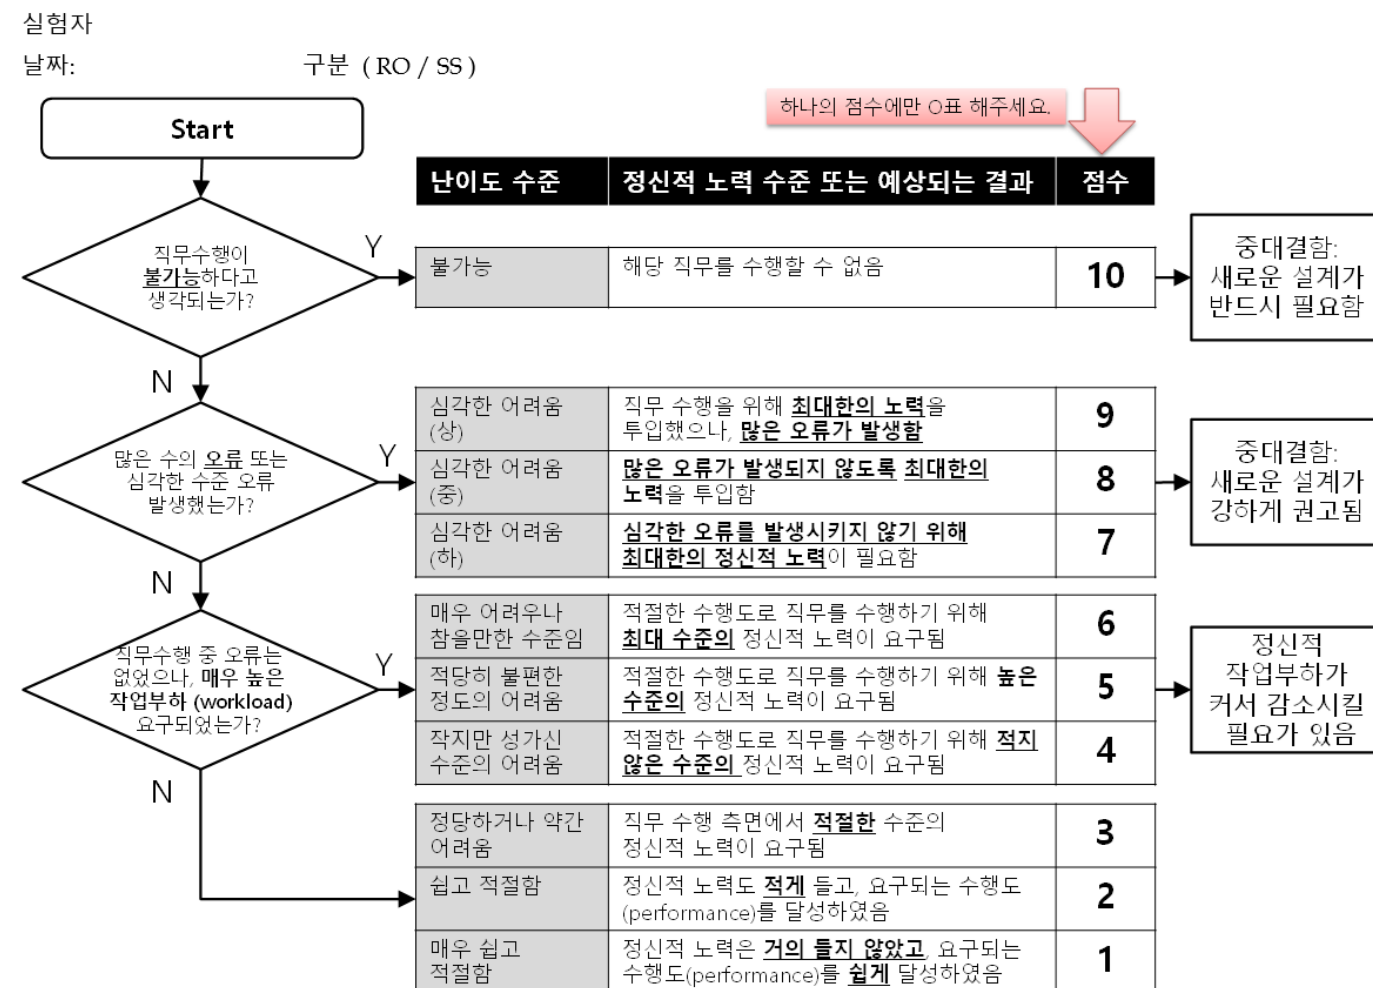 실험자
날짜: 구분 ( RO / SS )
하나의 점수에만 O표 해주세요.
Start
난이도 수준 정신적 노력 수준 또는 예상되는 결과 점수
직무수행이
불가능하다고
생각되는가?
Y
N
불가능 해당 직무를 수행할 수 없음 10
중대결함:
새로운 설계가
반드시 필요함
많은 수의 오류 또는
심각한 수준 오류
발생했는가?
Y
N
심각한 어려움
(상)
직무 수행을 위해 최대한의 노력을
투입했으나, 많은 오류가 발생함
9
심각한 어려움
(중)
많은 오류가 발생되지 않도록 최대한의
노력을 투입함
8
심각한 어려움
(하)
심각한 오류를 발생시키지 않기 위해
최대한의 정신적 노력이 필요함
7
중대결함:
새로운 설계가
강하게 권고됨
직무수행 중 오류는
없었으나, 매우 높은
작업부하 (workload)
요구되었는가?
Y
N
매우 어려우나
참을만한 수준임
적절한 수행도로 직무를 수행하기 위해
최대 수준의 정신적 노력이 요구됨
6
적당히 불편한
정도의 어려움
적절한 수행도로 직무를 수행하기 위해 높은
수준의 정신적 노력이 요구됨
5
작지만 성가신
수준의 어려움
적절한 수행도로 직무를 수행하기 위해 적지
않은 수준의 정신적 노력이 요구됨
4
정신적
작업부하가
커서 감소시킬
필요가 있음
정당하거나 약간
어려움
직무 수행 측면에서 적절한 수준의
정신적 노력이 요구됨
3
쉽고 적절함
정신적 노력도 적게 들고, 요구되는 수행도
(performance)를 달성하였음
2
매우 쉽고
적절함
정신적 노력은 거의 들지 않았고, 요구되는
수행도(performance)를 쉽게 달성하였음
1